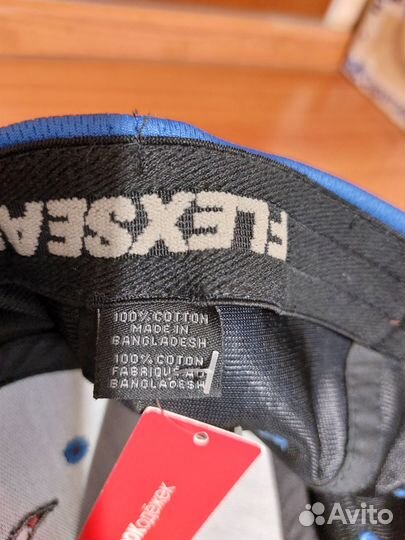 FLEXSEA
100% COTTON
MADE IN
BANGLADESH
100% COTON
FABRIQUE AU
BANGLADESH
Avito